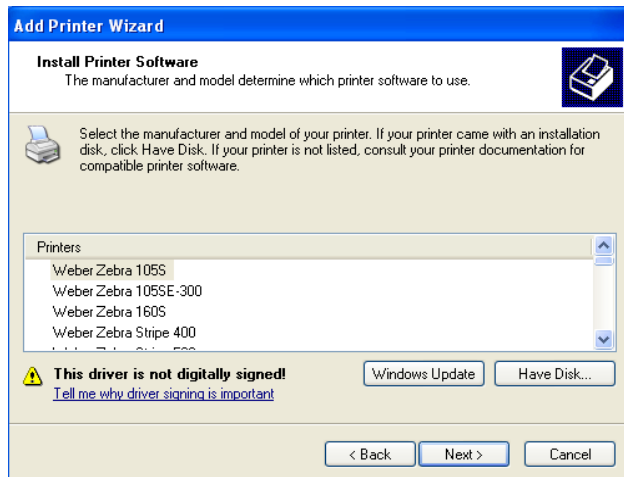 Add Printer Wizard
Install Printer Software
The manufacturer and model determine which printer software to use.
Select the manufacturer and model of your printer. If your printer came with an installation
disk, click Have Disk. If your printer is not listed, consult your printer documentation for
compatible printer software.
Printers
Weber Zebra 105S
Weber Zebra 105SE-300
Weber Zebra 160S
Weber Zebra Stripe 400
This driver is not digitally signed!
Tell me why driver signing is important
Windows Update
Have Disk...
< Back
Next >
Cancel